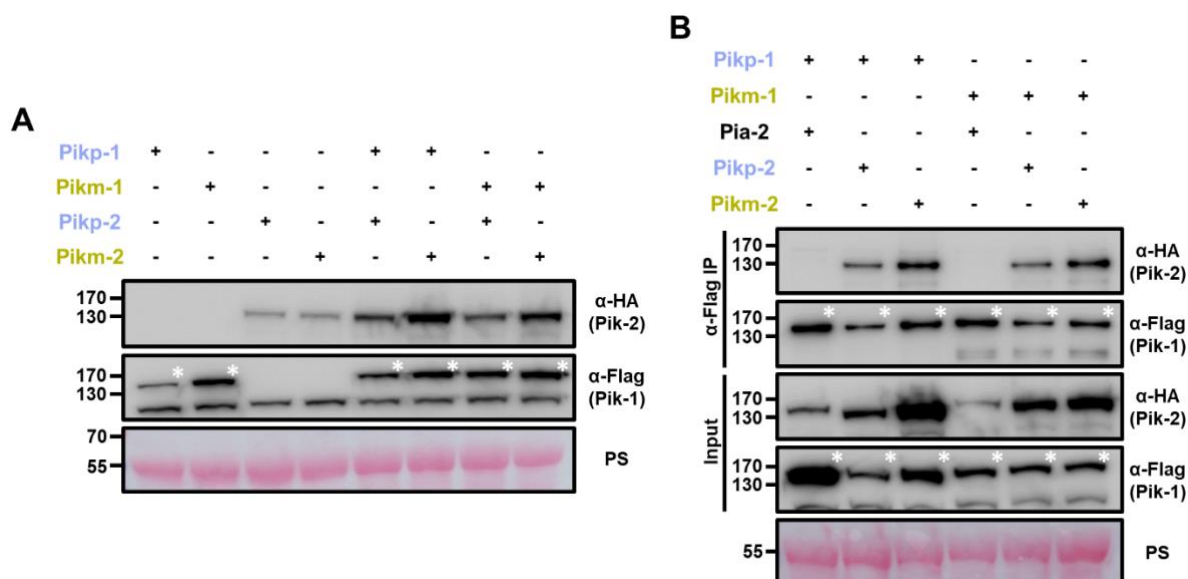 A
Pikp-1 + - - - + + - -
Pikm-1 - + - - - - + +
Pikp-2 - - + - + - + -
Pikm-2 - - - + - + - +
170
130
α-HA
(Pik-2)
170
130
* * * * * *
α-Flag
(Pik-1)
70
55
PS
B
Pikp-1 + + + - - -
Pikm-1 - - - + + +
Pia-2 + - - + - -
Pikp-2 - + - - + -
Pikm-2 - - + - - +
α-Flag IP
170
130
α-HA
(Pik-2)
170
130
* * * * * *
α-Flag
(Pik-1)
Input
170
130
α-HA
(Pik-2)
170
130
* * * * * *
α-Flag
(Pik-1)
55
PS